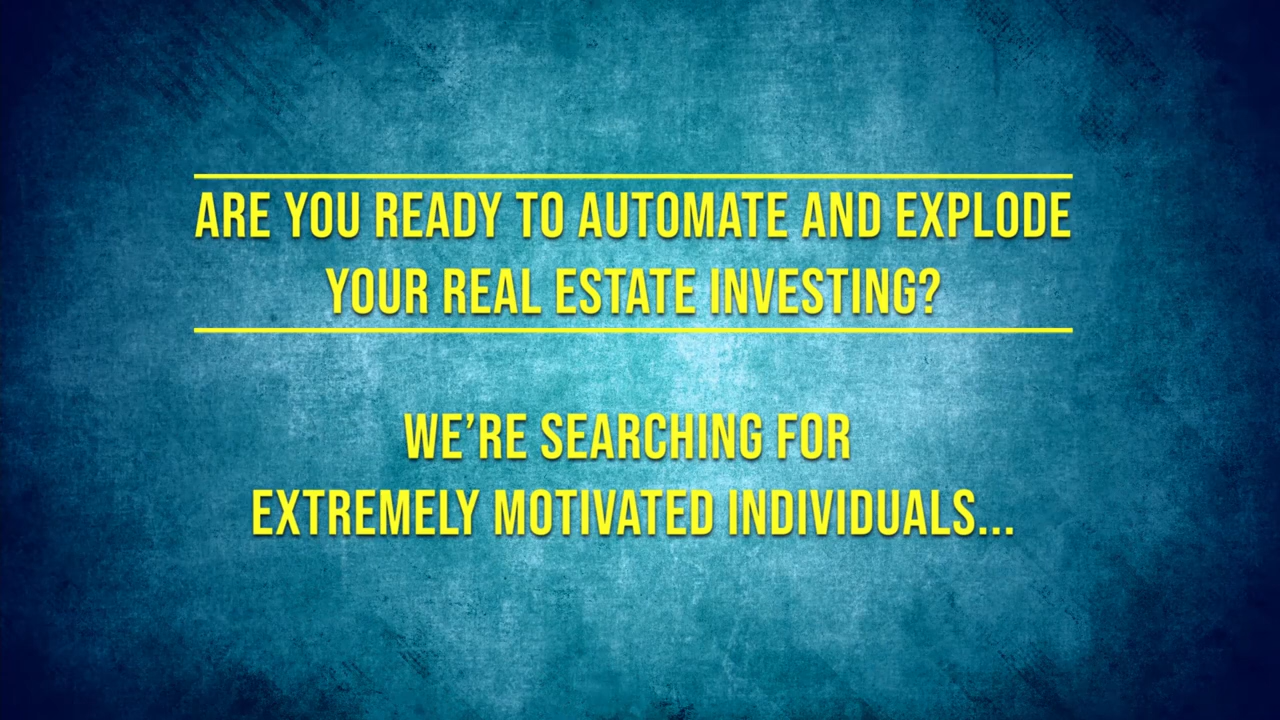 ARE YOU READY TO AUTOMATE AND EXPLODE
YOUR REAL ESTATE INVESTING?
WE’RE SEARCHING FOR
EXTREMELY MOTIVATED INDIVIDUALS...